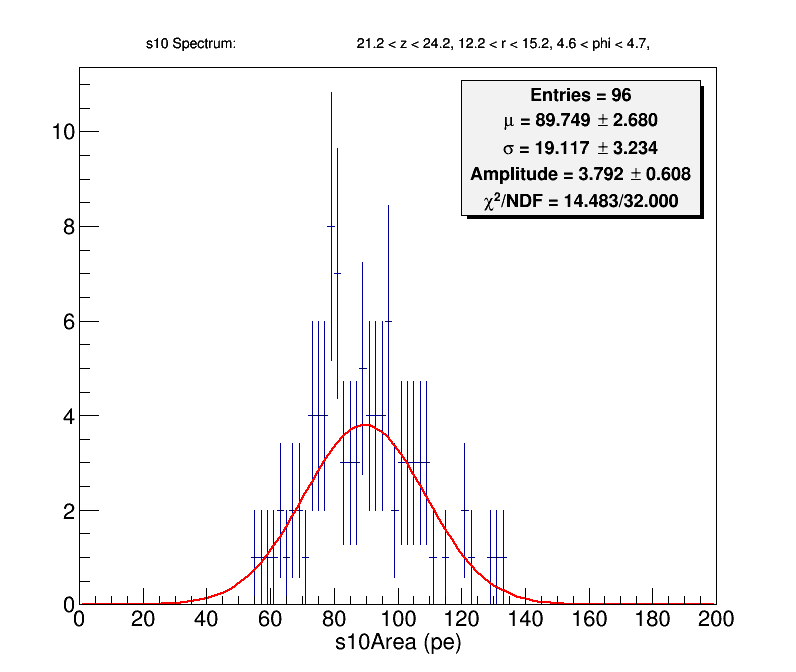 s10 Spectrum: 21.2 < z < 24.2, 12.2 < r < 15.2, 4.6 < phi < 4.7,
Entries = 96
μ = 89.749 ± 2.680
σ = 19.117 ± 3.234
Amplitude = 3.792 ± 0.608
χ²/NDF = 14.483/32.000
10
8
6
4
2
0
0 20 40 60 80 100 120 140 160 180 200
s10Area (pe)